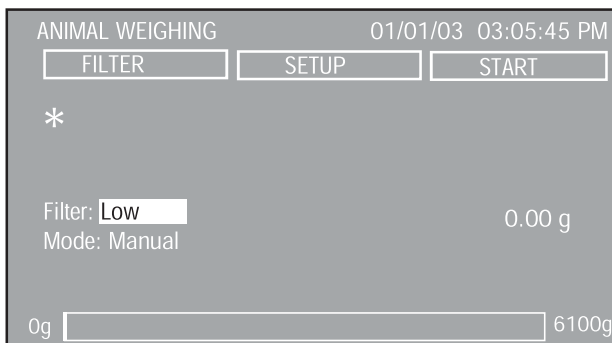 ANIMAL WEIGHING 01/01/03 03:05:45 PM
FILTER SETUP START
*
Filter: Low
0.00 g
Mode: Manual
0g 6100g